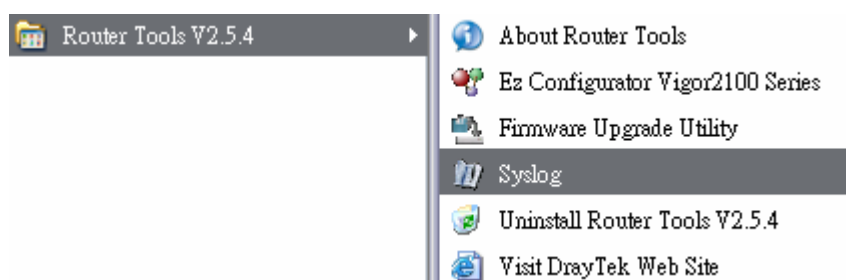 Router Tools V2.5.4
About Router Tools
Ez Configurator Vigor2100 Series
Firmware Upgrade Utility
Syslog
Uninstall Router Tools V2.5.4
Visit DrayTek Web Site